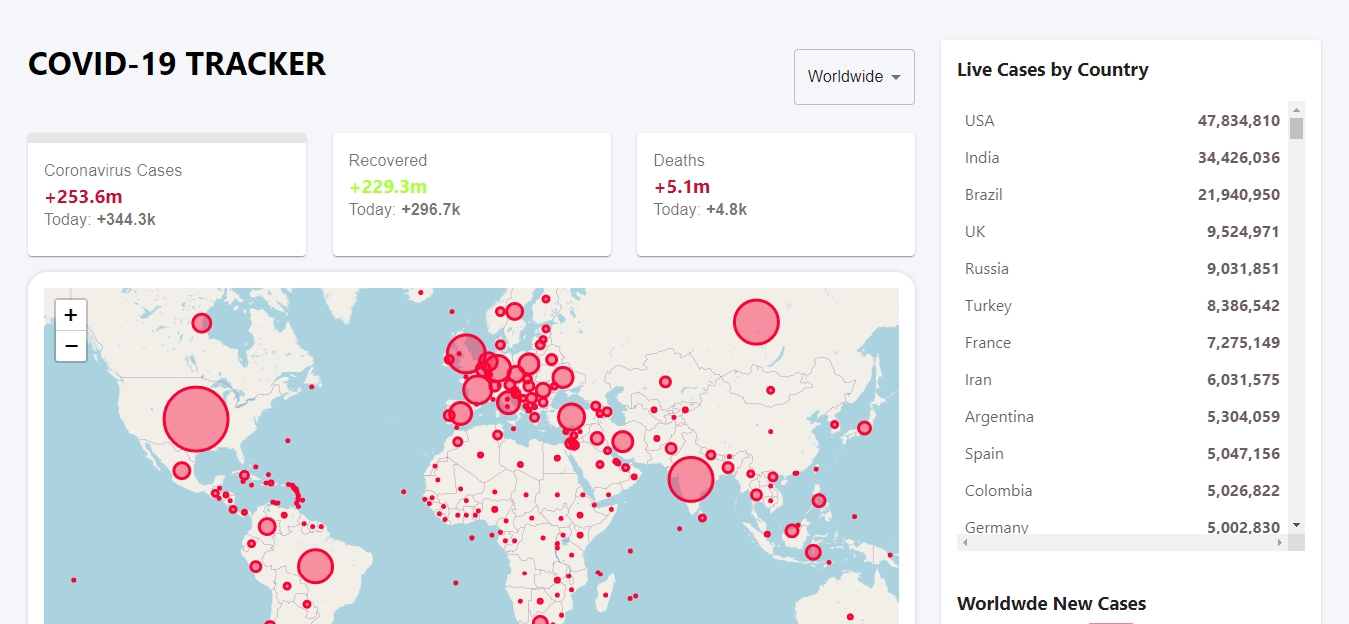 COVID-19 TRACKER
Worldwide
Coronavirus Cases
+253.6m
Today: +344.3k
Recovered
+229.3m
Today: +296.7k
Deaths
+5.1m
Today: +4.8k
+
−
Live Cases by Country
USA 47,834,810
India 34,426,036
Brazil 21,940,950
UK 9,524,971
Russia 9,031,851
Turkey 8,386,542
France 7,275,149
Iran 6,031,575
Argentina 5,304,059
Spain 5,047,156
Colombia 5,026,822
Germany 5,002,830
Worldwde New Cases